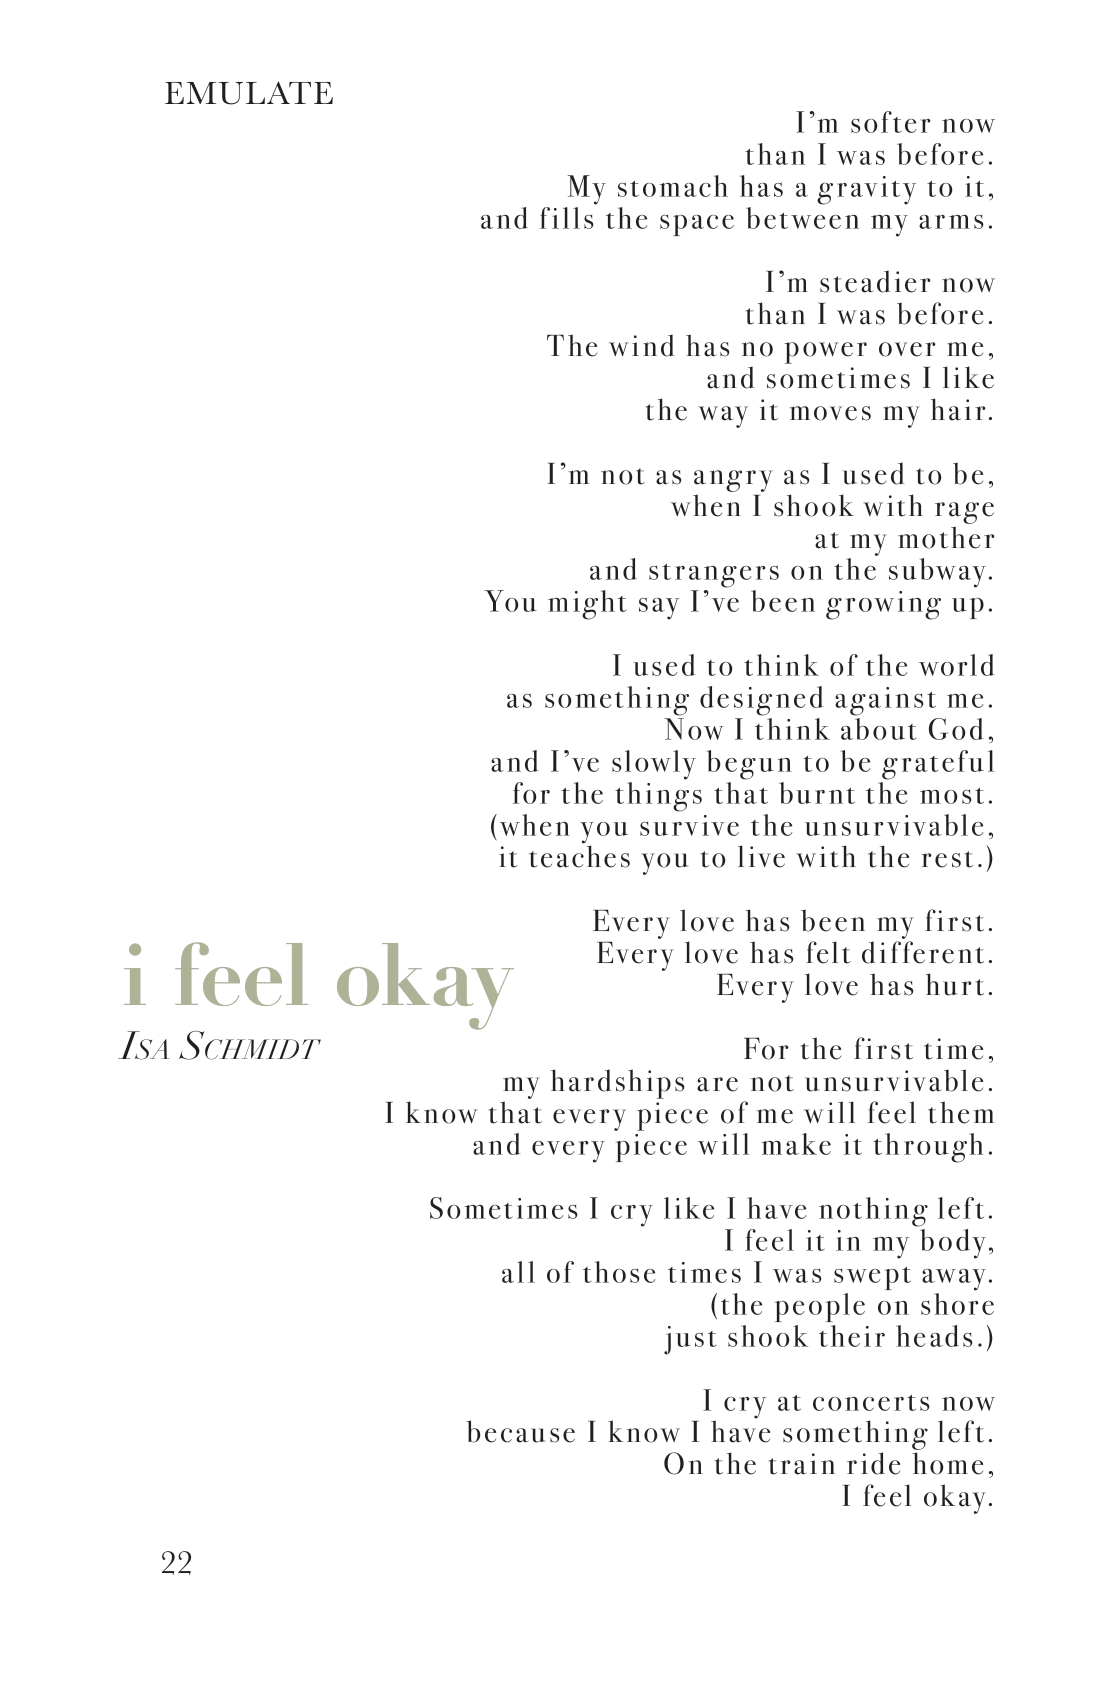 EMULATE
I’m softer now
than I was before.
My stomach has a gravity to it,
and fills the space between my arms.
I’m steadier now
than I was before.
The wind has no power over me,
and sometimes I like
the way it moves my hair.
I’m not as angry as I used to be,
when I shook with rage
at my mother
and strangers on the subway.
You might say I’ve been growing up.
I used to think of the world
as something designed against me.
Now I think about God,
and I’ve slowly begun to be grateful
for the things that burnt the most.
(when you survive the unsurvivable,
it teaches you to live with the rest.)
Every love has been my first.
Every love has felt different.
Every love has hurt.
i feel okay
ISA SCHMIDT
For the first time,
my hardships are not unsurvivable.
I know that every piece of me will feel them
and every piece will make it through.
Sometimes I cry like I have nothing left.
I feel it in my body,
all of those times I was swept away.
(the people on shore
just shook their heads.)
I cry at concerts now
because I know I have something left.
On the train ride home,
I feel okay.
22